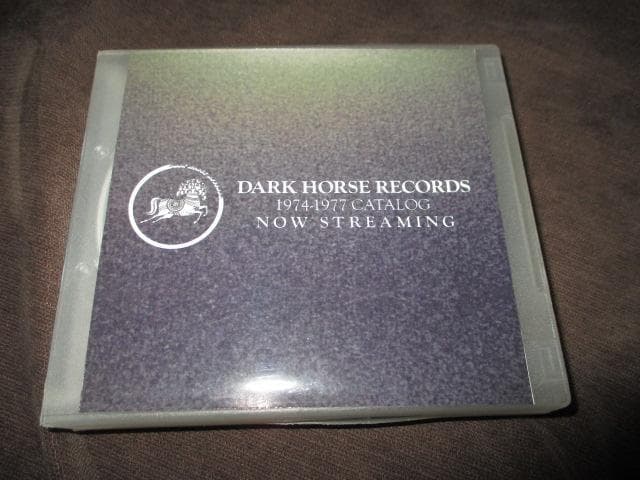 DARK HORSE RECORDS
1974-1977 CATALOG
NOW STREAMING